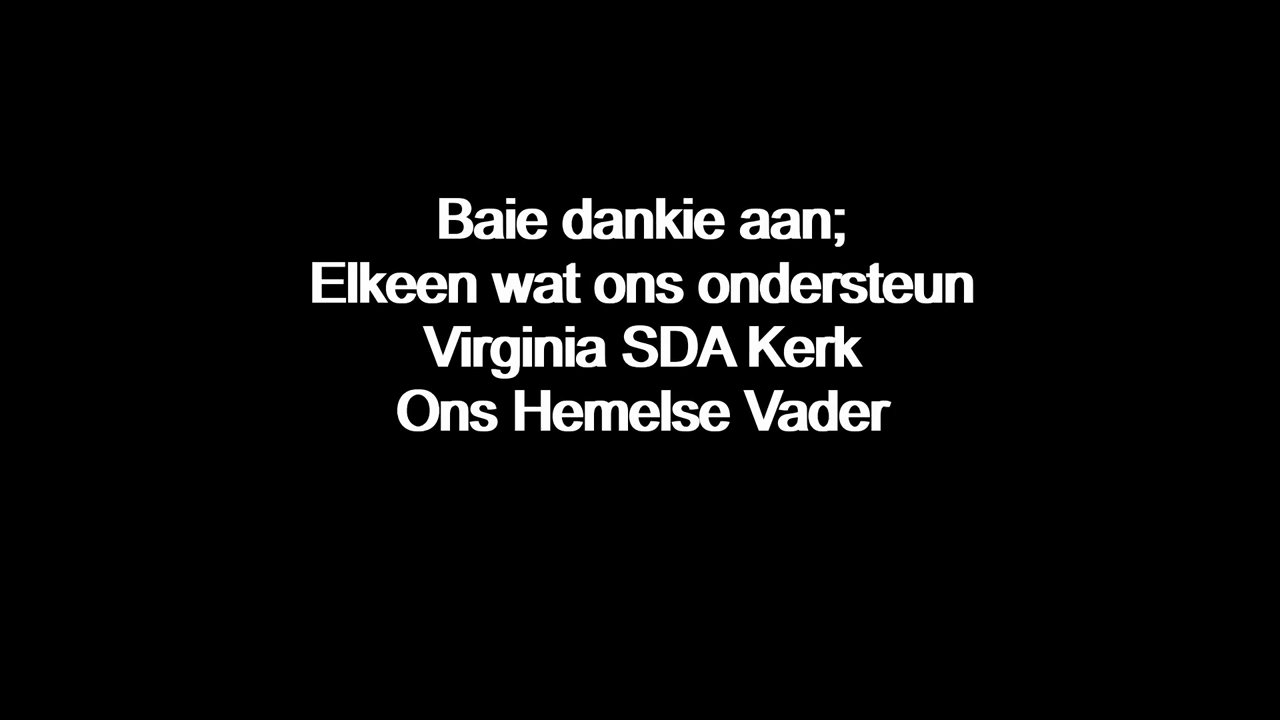 Baie dankie aan;
Elkeen wat ons ondersteun
Virginia SDA Kerk
Ons Hemelse Vader